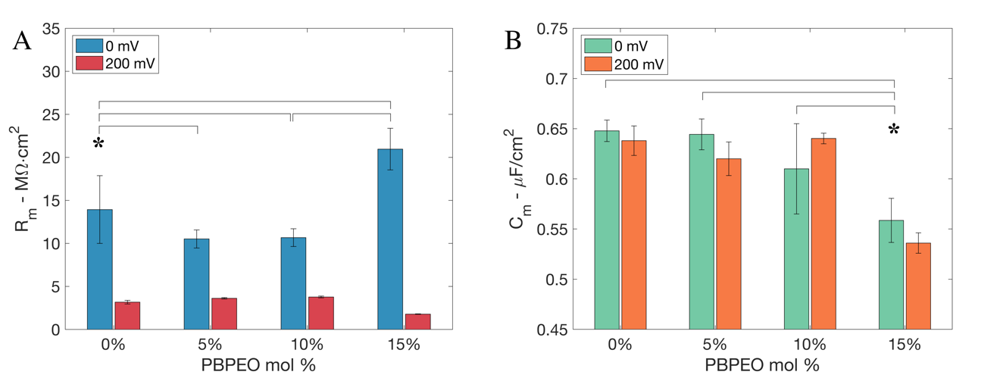 A
35
30
25
20
15
10
5
0
R_m - MΩ·cm²
0 mV
200 mV
*
0%
5%
10%
15%
PBPEO mol %
B
0.75
0.7
0.65
0.6
0.55
0.5
0.45
C_m - μF/cm²
0 mV
200 mV
*
0%
5%
10%
15%
PBPEO mol %